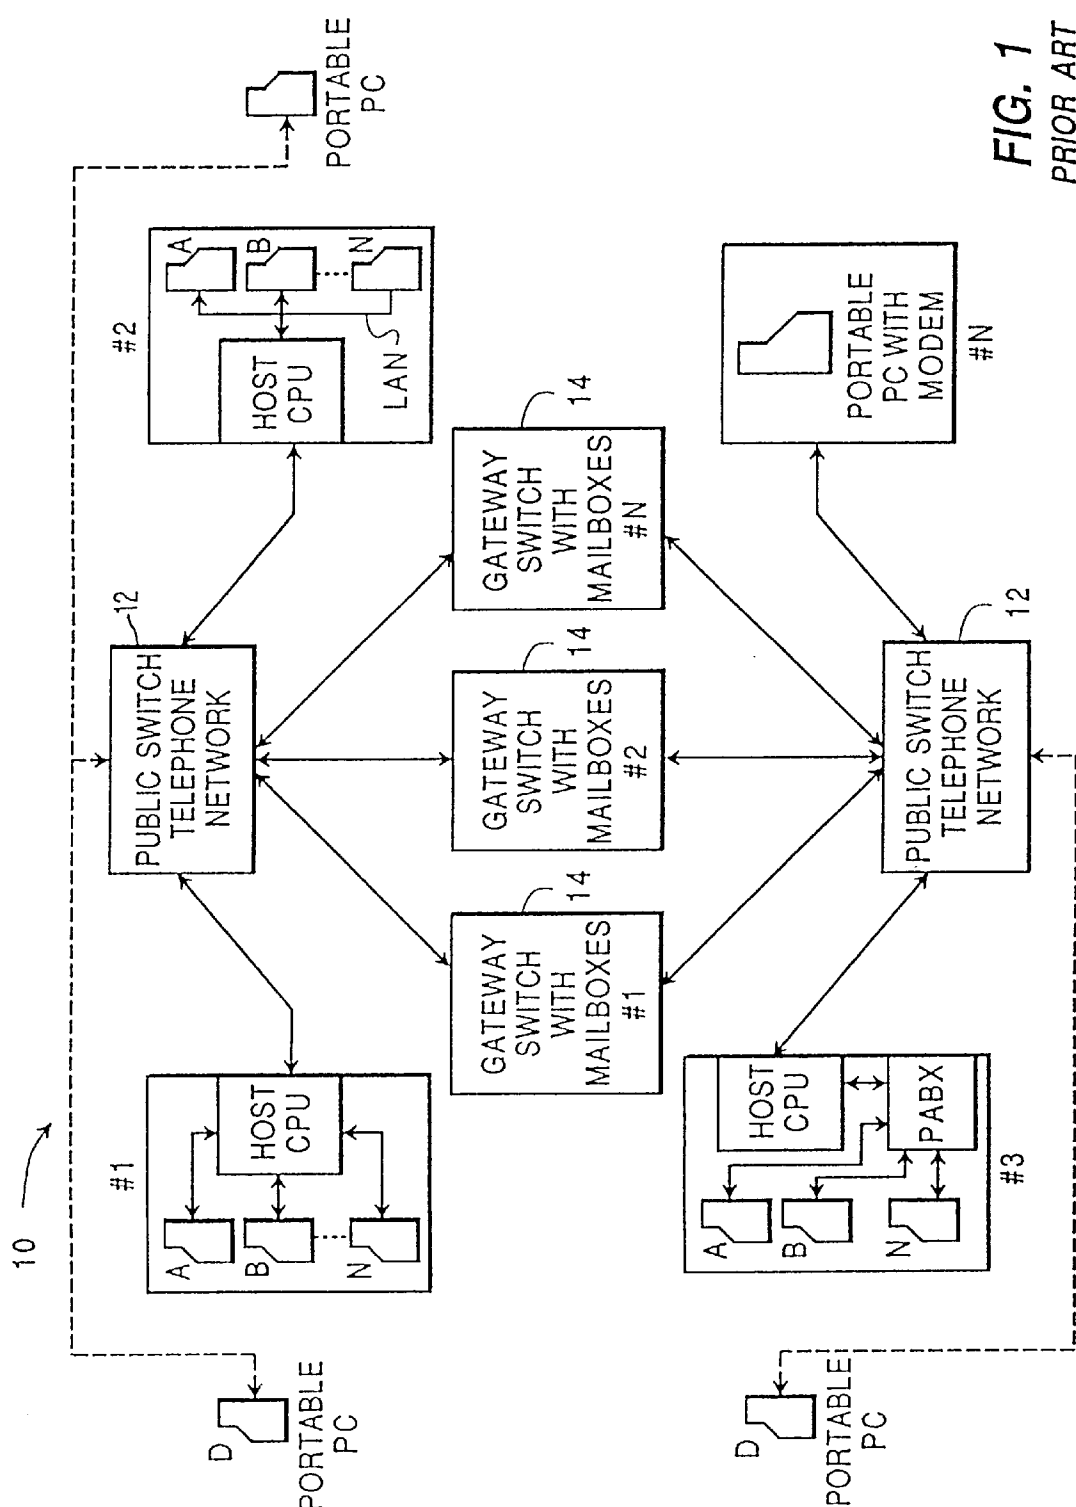 10
D
PORTABLE
PC
#1
A
B
N
HOST
CPU
PUBLIC SWITCH
TELEPHONE
NETWORK
12
#2
HOST
CPU
LAN
A
B
N
PORTABLE
PC
GATEWAY
SWITCH
WITH
MAILBOXES
#1
14
GATEWAY
SWITCH
WITH
MAILBOXES
#2
14
GATEWAY
SWITCH
WITH
MAILBOXES
#N
14
D
PORTABLE
PC
A
B
N
HOST
CPU
PABX
#3
PUBLIC SWITCH
TELEPHONE
NETWORK
12
PORTABLE
PC WITH
MODEM
#N
FIG. 1
PRIOR ART